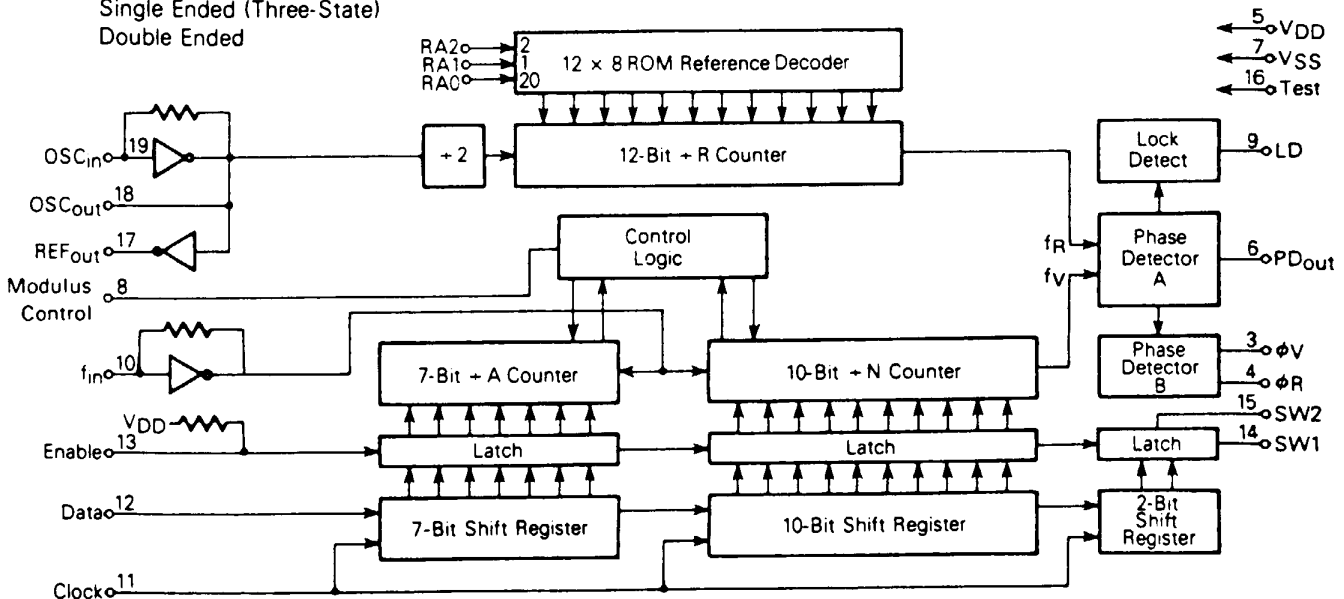 Single Ended (Three-State)
Double Ended
RA2
RA1
RA0
2
1
20
12 × 8 ROM Reference Decoder
5 VDD
7 VSS
16 Test
OSCin
19
÷ 2
12-Bit ÷ R Counter
Lock
Detect
9 LD
OSCout
18
REFout
17
Control
Logic
fR
fV
Phase
Detector
A
6 PDout
Modulus
Control
8
fin
10
7-Bit ÷ A Counter
10-Bit ÷ N Counter
Phase
Detector
B
3 ϕV
4 ϕR
VDD
Enable
13
Latch
Latch
Latch
15 SW2
14 SW1
Data
12
7-Bit Shift Register
10-Bit Shift Register
2-Bit
Shift
Register
Clock
11